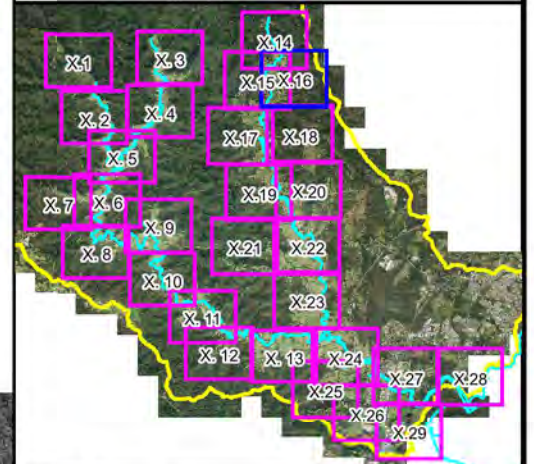 X.14
X.1
X. 3
X.15
X.16
X. 2
X. 4
X.17
X.18
X. 5
X. 7
X. 6
X.19
X.20
X. 9
X. 8
X.21
X.22
X. 10
X.23
X. 11
X. 12
X. 13
X.24
X.27
X.28
X.25
X.26
X.29